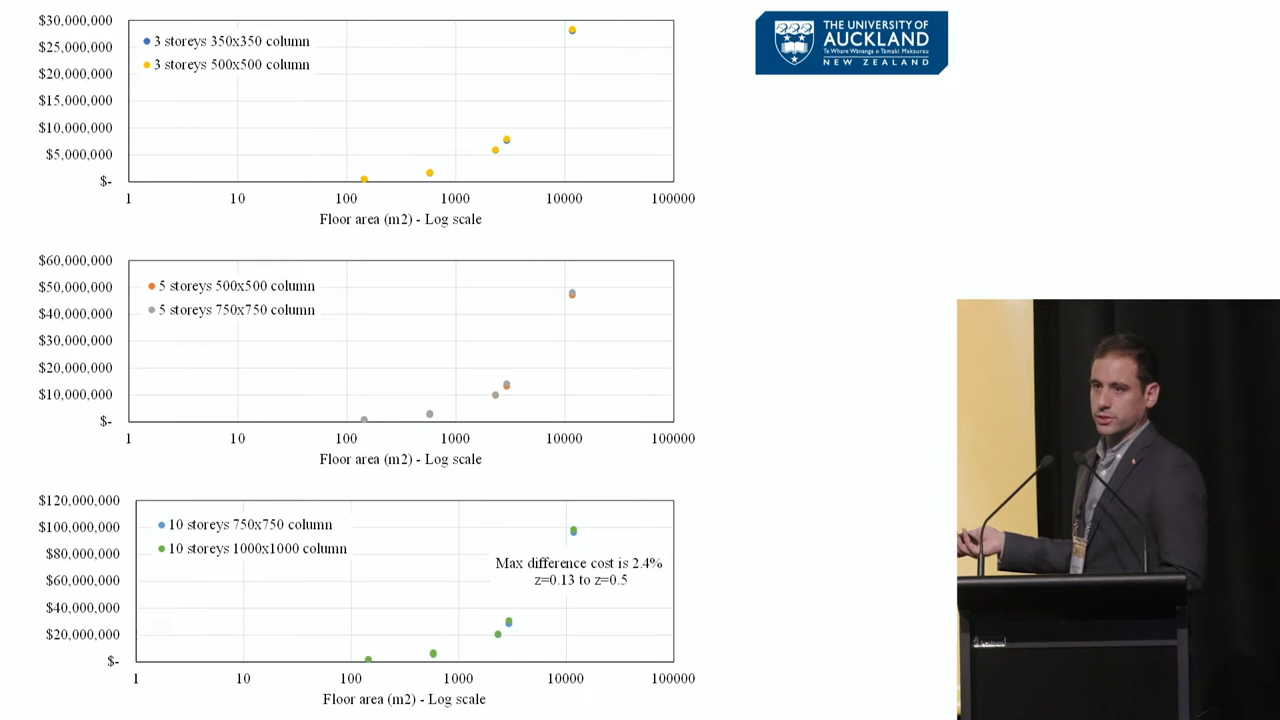 $30,000,000
$25,000,000
$20,000,000
$15,000,000
$10,000,000
$5,000,000
$-
3 storeys 350x350 column
3 storeys 500x500 column
1 10 100 1000 10000 100000
Floor area (m2) - Log scale
THE UNIVERSITY OF
AUCKLAND
Te Whare Wānanga o Tāmaki Makaurau
NEW ZEALAND
$60,000,000
$50,000,000
$40,000,000
$30,000,000
$20,000,000
$10,000,000
$-
5 storeys 500x500 column
5 storeys 750x750 column
1 10 100 1000 10000 100000
Floor area (m2) - Log scale
$120,000,000
$100,000,000
$80,000,000
$60,000,000
$40,000,000
$20,000,000
$-
10 storeys 750x750 column
10 storeys 1000x1000 column
Max difference cost is 2.4%
z=0.13 to z=0.5
1 10 100 1000 10000 100000
Floor area (m2) - Log scale